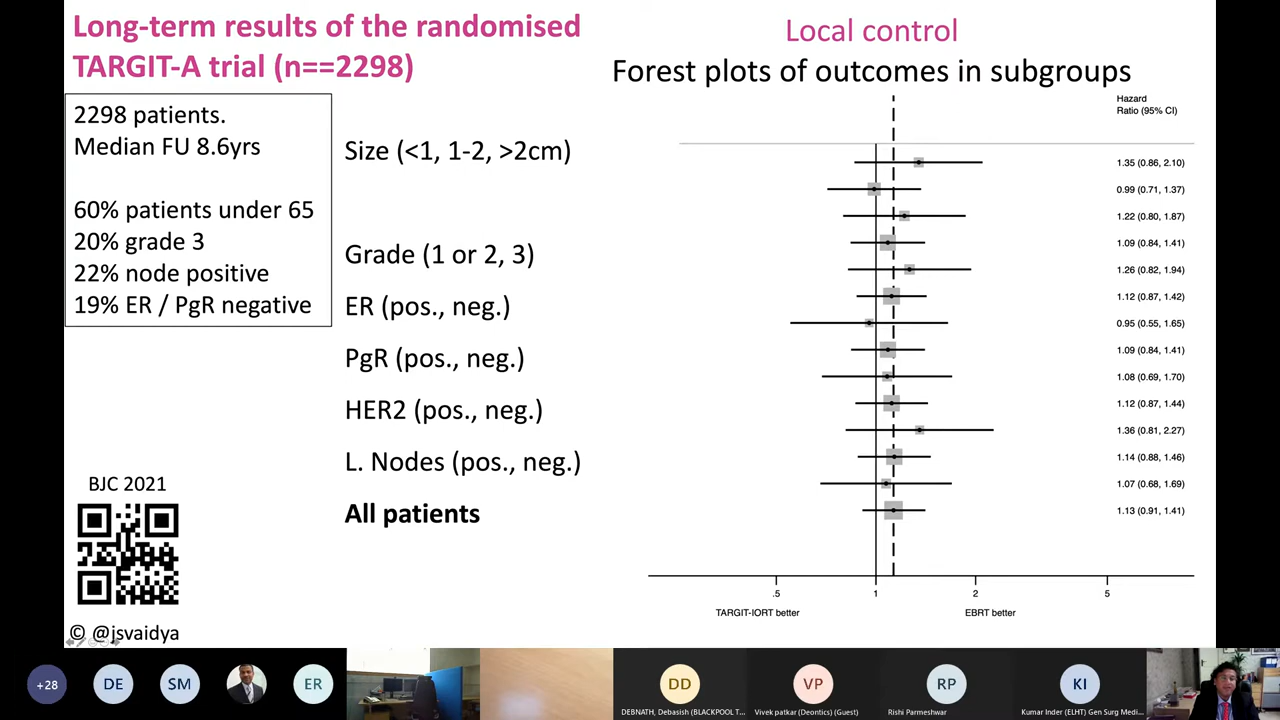 Long-term results of the randomised
TARGIT-A trial (n==2298)
2298 patients.
Median FU 8.6yrs
60% patients under 65
20% grade 3
22% node positive
19% ER / PgR negative
Size (<1, 1-2, >2cm)
Grade (1 or 2, 3)
ER (pos., neg.)
PgR (pos., neg.)
HER2 (pos., neg.)
L. Nodes (pos., neg.)
All patients
BJC 2021
© @jsvaidya
Local control
Forest plots of outcomes in subgroups
Hazard
Ratio (95% CI)
1.35 (0.86, 2.10)
0.99 (0.71, 1.37)
1.22 (0.80, 1.87)
1.09 (0.84, 1.41)
1.26 (0.82, 1.94)
1.12 (0.87, 1.42)
0.95 (0.55, 1.65)
1.09 (0.84, 1.41)
1.08 (0.69, 1.70)
1.12 (0.87, 1.44)
1.36 (0.81, 2.27)
1.14 (0.88, 1.46)
1.07 (0.68, 1.69)
1.13 (0.91, 1.41)
.5 1 2 5
TARGIT-IORT better EBRT better
+28 DE SM ER DD VP RP KI
DEBNATH, Debasish (BLACKPOOL T... Vivek patkar (Deontics) (Guest) Rishi Parmeshwar Kumar Inder (ELHT) Gen Surg Medi...